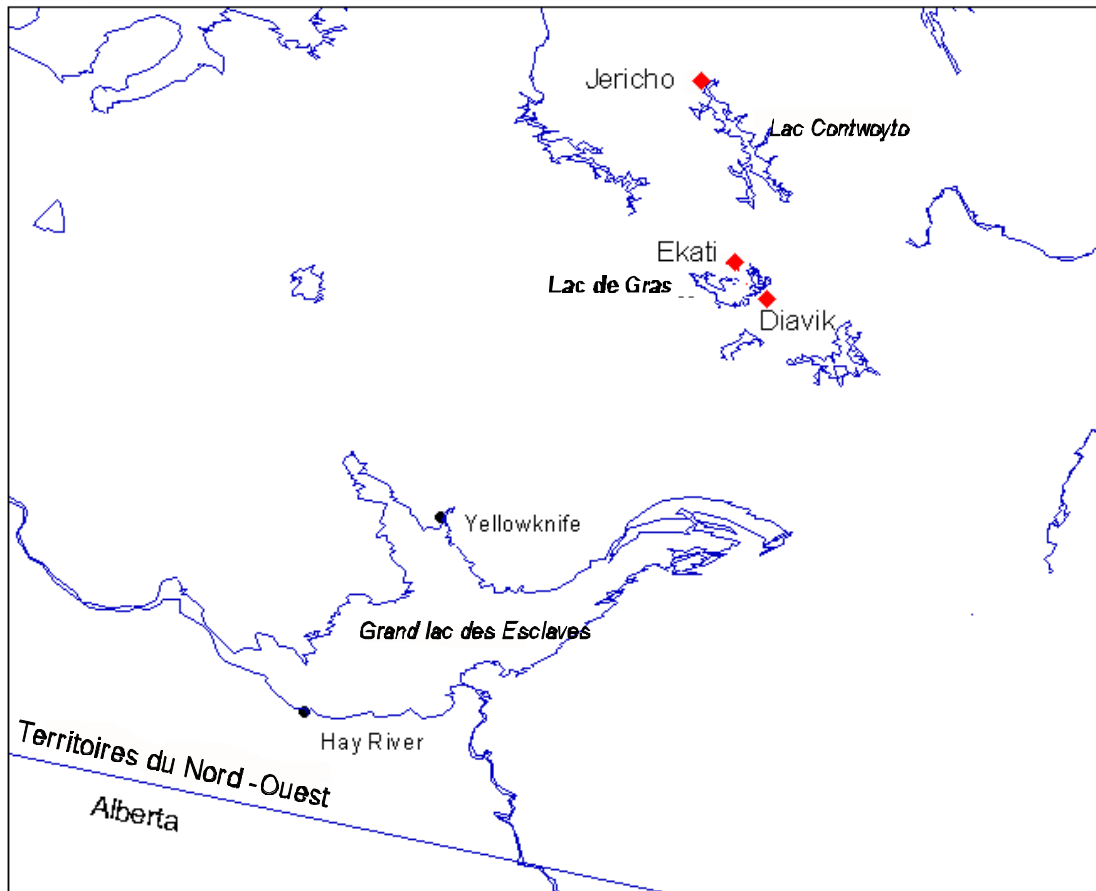 Jericho
Lac Contwoyto
Ekati
Lac de Gras
Diavik
Yellowknife
Grand lac des Esclaves
Hay River
Territoires du Nord -Ouest
Alberta